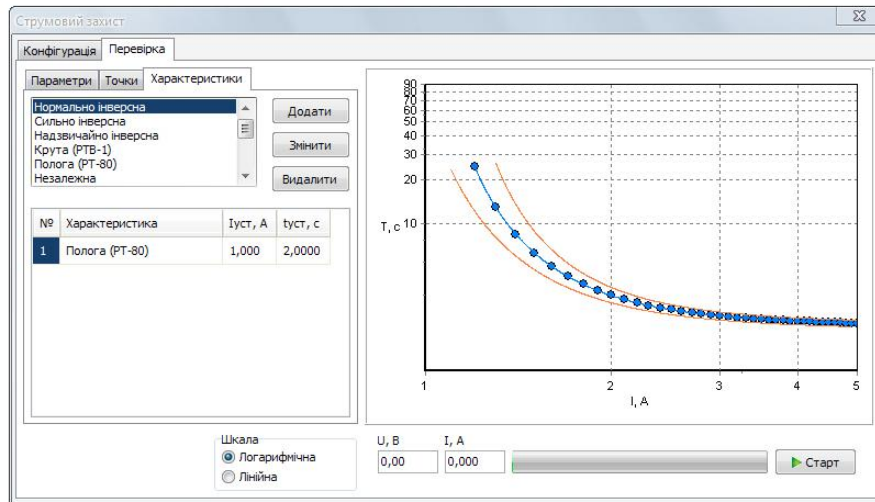 Струмовий захист
Конфігурація Перевірка
Параметри Точки Характеристики
Нормально інверсна
Сильно інверсна
Надзвичайно інверсна
Крута (РТВ-1)
Полога (РТ-80)
Незалежна
Додати
Змінити
Видалити
№ Характеристика Iуст, А tуст, с
1 Полога (РТ-80) 1,000 2,0000
90
80
70
60
50
40
30
20
T, с 10
1 2 3 4 5
I, А
Шкала
Логарифмічна
Лінійна
U, В I, А
0,00 0,000
Старт